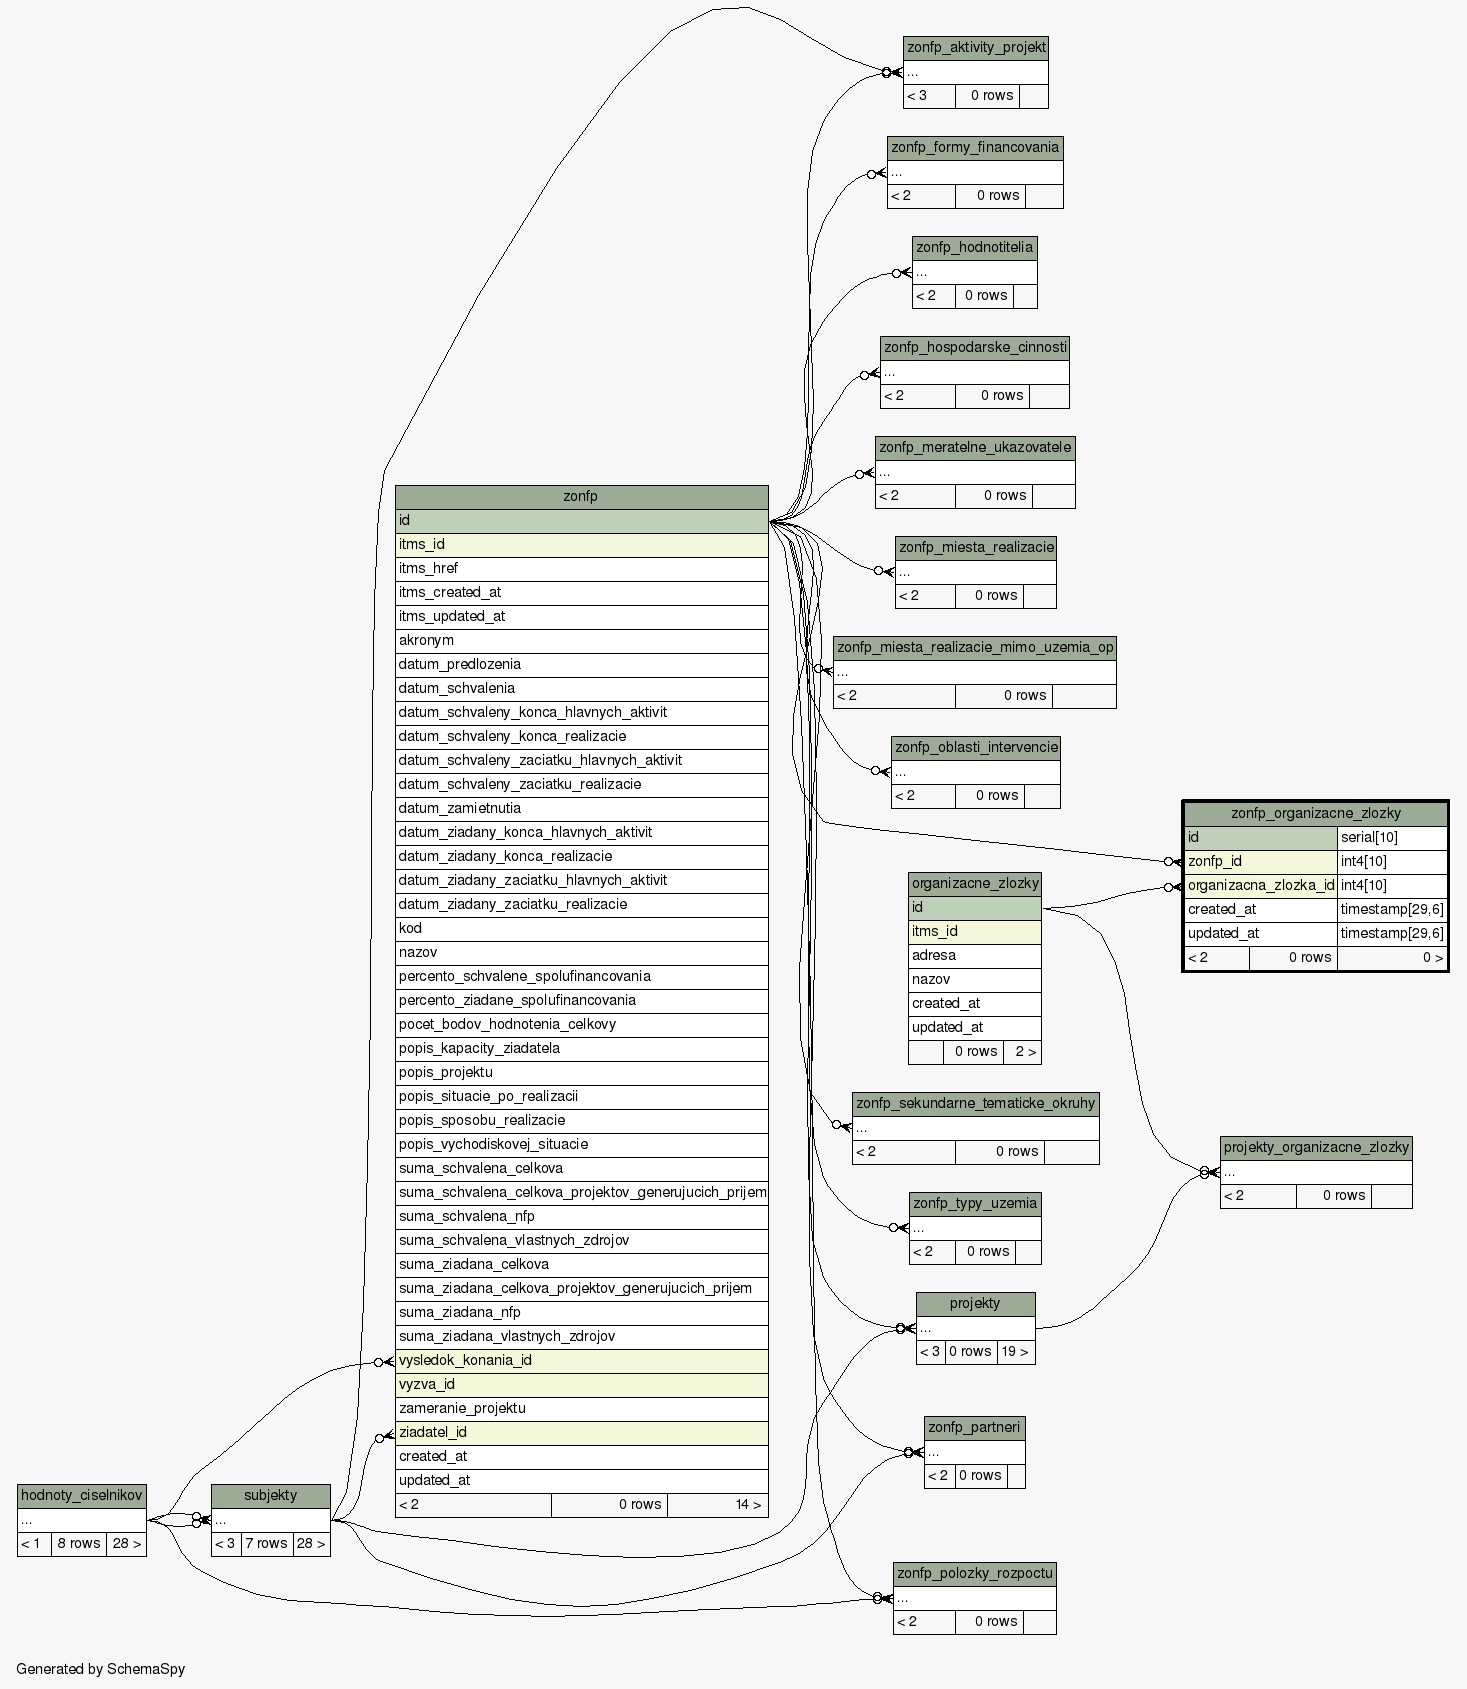 zonfp_aktivity_projekt
...
< 3 0 rows
zonfp_formy_financovania
...
< 2 0 rows
zonfp_hodnotitelia
...
< 2 0 rows
zonfp_hospodarske_cinnosti
...
< 2 0 rows
zonfp_meratelne_ukazovatele
...
< 2 0 rows
zonfp
id
itms_id
itms_href
itms_created_at
itms_updated_at
akronym
datum_predlozenia
datum_schvalenia
datum_schvaleny_konca_hlavnych_aktivit
datum_schvaleny_konca_realizacie
datum_schvaleny_zaciatku_hlavnych_aktivit
datum_schvaleny_zaciatku_realizacie
datum_zamietnutia
datum_ziadany_konca_hlavnych_aktivit
datum_ziadany_konca_realizacie
datum_ziadany_zaciatku_hlavnych_aktivit
datum_ziadany_zaciatku_realizacie
kod
nazov
percento_schvalene_spolufinancovania
percento_ziadane_spolufinancovania
pocet_bodov_hodnotenia_celkovy
popis_kapacity_ziadatela
popis_projektu
popis_situacie_po_realizacii
popis_sposobu_realizacie
popis_vychodiskovej_situacie
suma_schvalena_celkova
suma_schvalena_celkova_projektov_generujucich_prijem
suma_schvalena_nfp
suma_schvalena_vlastnych_zdrojov
suma_ziadana_celkova
suma_ziadana_celkova_projektov_generujucich_prijem
suma_ziadana_nfp
suma_ziadana_vlastnych_zdrojov
vysledok_konania_id
vyzva_id
zameranie_projektu
ziadatel_id
created_at
updated_at
< 2 0 rows 14 >
zonfp_miesta_realizacie
...
< 2 0 rows
zonfp_miesta_realizacie_mimo_uzemia_op
...
< 2 0 rows
zonfp_oblasti_intervencie
...
< 2 0 rows
zonfp_organizacne_zlozky
id serial[10]
zonfp_id int4[10]
organizacna_zlozka_id int4[10]
created_at timestamp[29,6]
updated_at timestamp[29,6]
< 2 0 rows 0 >
organizacne_zlozky
id
itms_id
adresa
nazov
created_at
updated_at
0 rows 2 >
zonfp_sekundarne_tematicke_okruhy
...
< 2 0 rows
projekty_organizacne_zlozky
...
< 2 0 rows
zonfp_typy_uzemia
...
< 2 0 rows
projekty
...
< 3 0 rows 19 >
zonfp_partneri
...
< 2 0 rows
hodnoty_ciselnikov
...
< 1 8 rows 28 >
subjekty
...
< 3 7 rows 28 >
zonfp_polozky_rozpoctu
...
< 2 0 rows
Generated by SchemaSpy